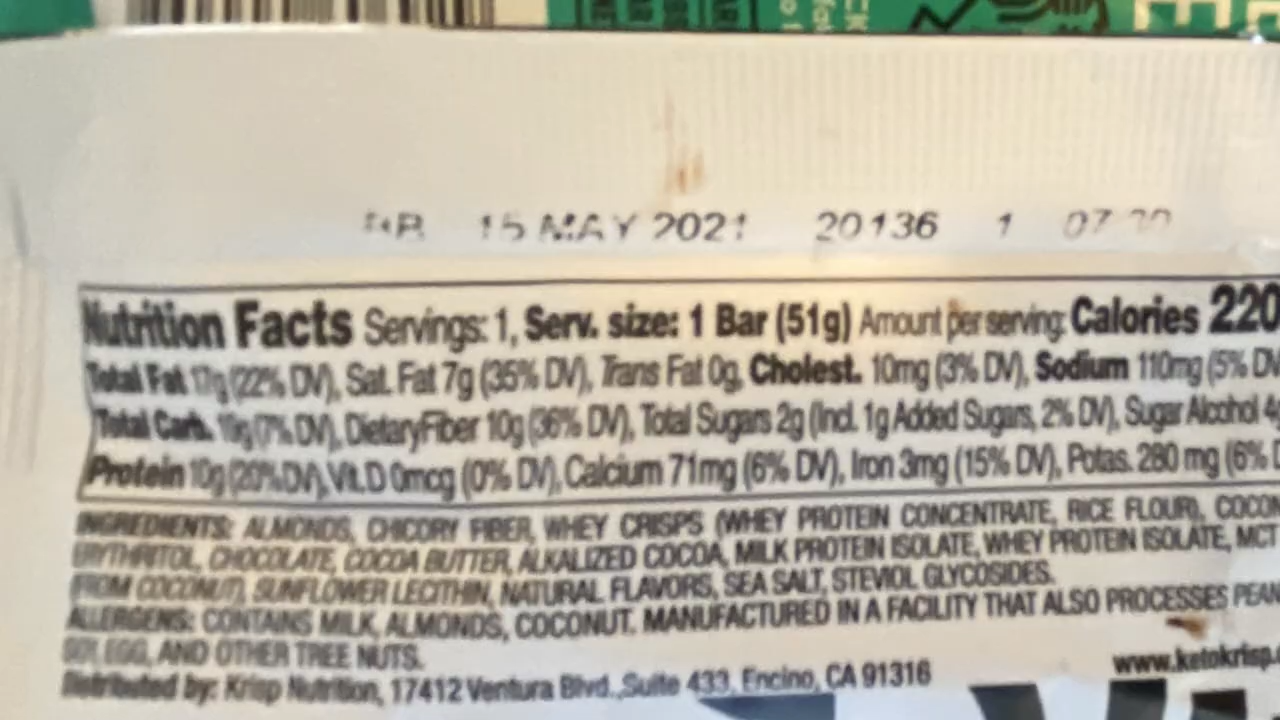 15 MAY 2021 20136 1
Nutrition Facts Servings: 1, Serv. size: 1 Bar (51g) Amount per serving: Calories 220
Total Fat 17g (22% DV), Sat. Fat 7g (35% DV), Trans Fat 0g, Cholest. 10mg (3% DV), Sodium 110mg (5% DV
Total Carb. (7% DV), Dietary Fiber 10g (36% DV), Total Sugars 2g (Incl. 1g Added Sugars, 2% DV), Sugar Alcohol 4
Protein 10g (20% DV), Vit. D 0mcg (0% DV), Calcium 71mg (6% DV), Iron 3mg (15% DV), Potas. 280 mg (6%
INGREDIENTS: ALMONDS, CHICORY FIBER, WHEY CRISPS (WHEY PROTEIN CONCENTRATE, RICE FLOUR), COCON
ERYTHRITOL, CHOCOLATE, COCOA BUTTER, ALKALIZED COCOA, MILK PROTEIN ISOLATE, WHEY PROTEIN ISOLATE, MCT
(FROM COCONUT), SUNFLOWER LECITHIN, NATURAL FLAVORS, SEA SALT, STEVIOL GLYCOSIDES.
ALLERGENS: CONTAINS MILK, ALMONDS, COCONUT. MANUFACTURED IN A FACILITY THAT ALSO PROCESSES PEAN
SOY, EGG, AND OTHER TREE NUTS.
Distributed by: Krisp Nutrition, 17412 Ventura Blvd., Suite 433, Encino, CA 91316
www.ketokrisp.